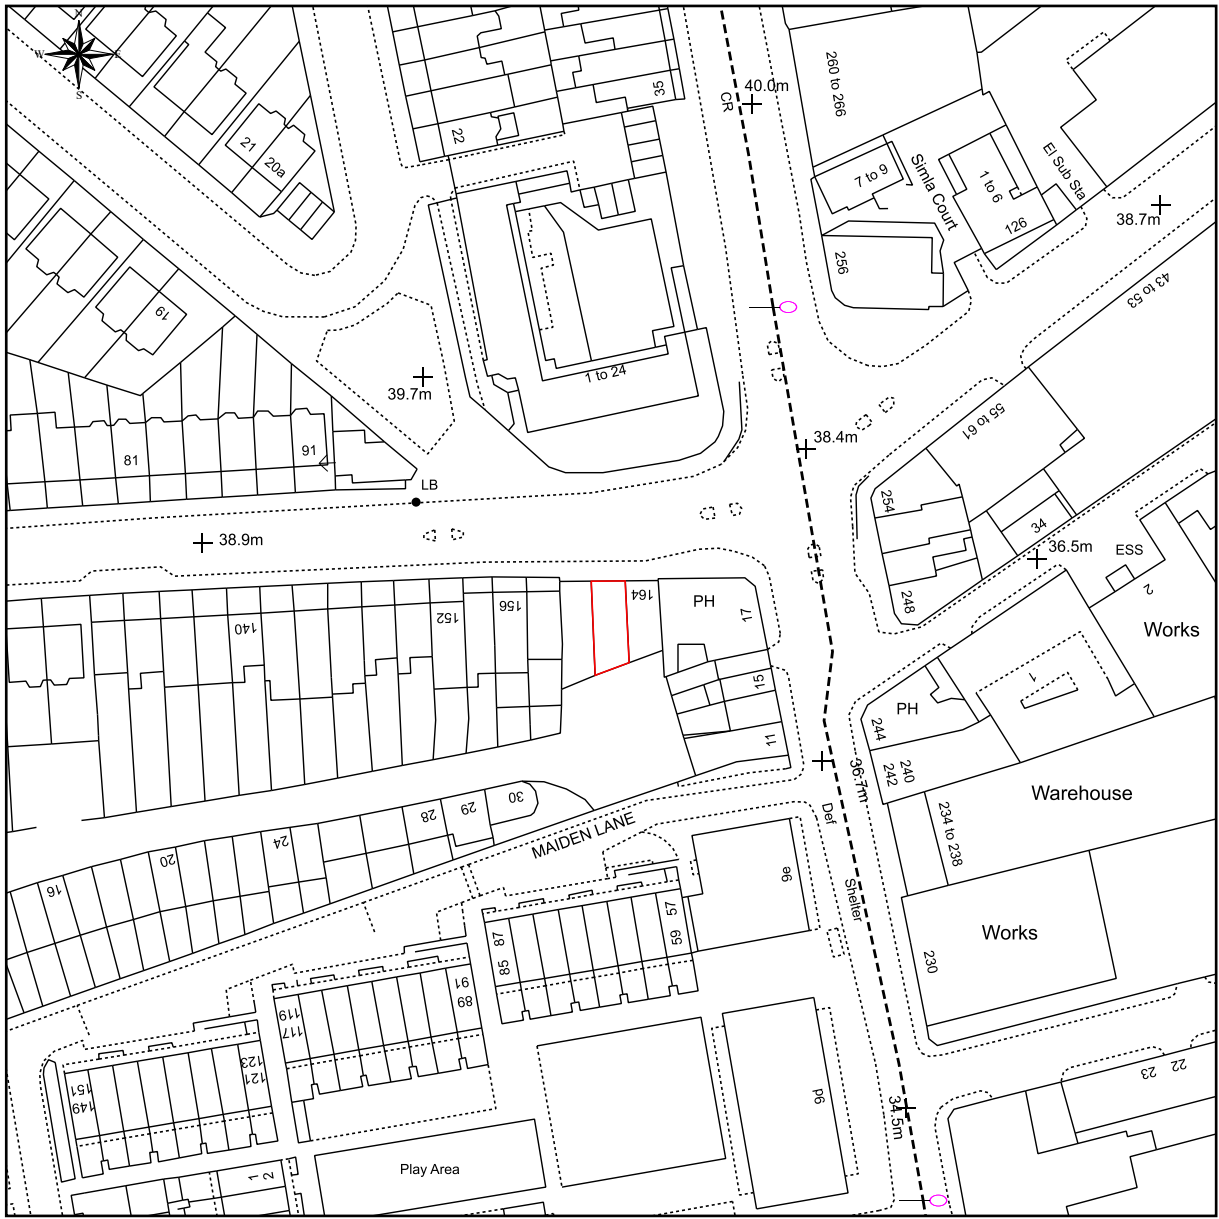 N
W
E
S
21
20a
22
35
CR
40.0m
260 to 266
7 to 9
Simla Court
1 to 6
El Sub Sta
126
38.7m
256
43 to 53
19
39.7m
1 to 24
38.4m
55 to 61
81
91
LB
254
34
36.5m
ESS
2
38.9m
248
Works
140
152
156
164
PH
17
15
11
1
PH
244
242
240
36.7m
Warehouse
Def
234 to 238
16
20
24
28
29
30
MAIDEN LANE
9e
Shelter
57
59
87
85
Works
230
91
89
119
117
123
121
151
149
9d
34.5m
23
22
Play Area
1
2